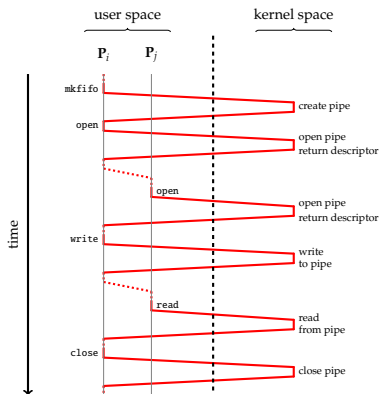 user space
kernel space
P_i
P_j
mkfifo
create pipe
open
open pipe
return descriptor
open
open pipe
return descriptor
write
write
to pipe
read
read
from pipe
close
close pipe
time